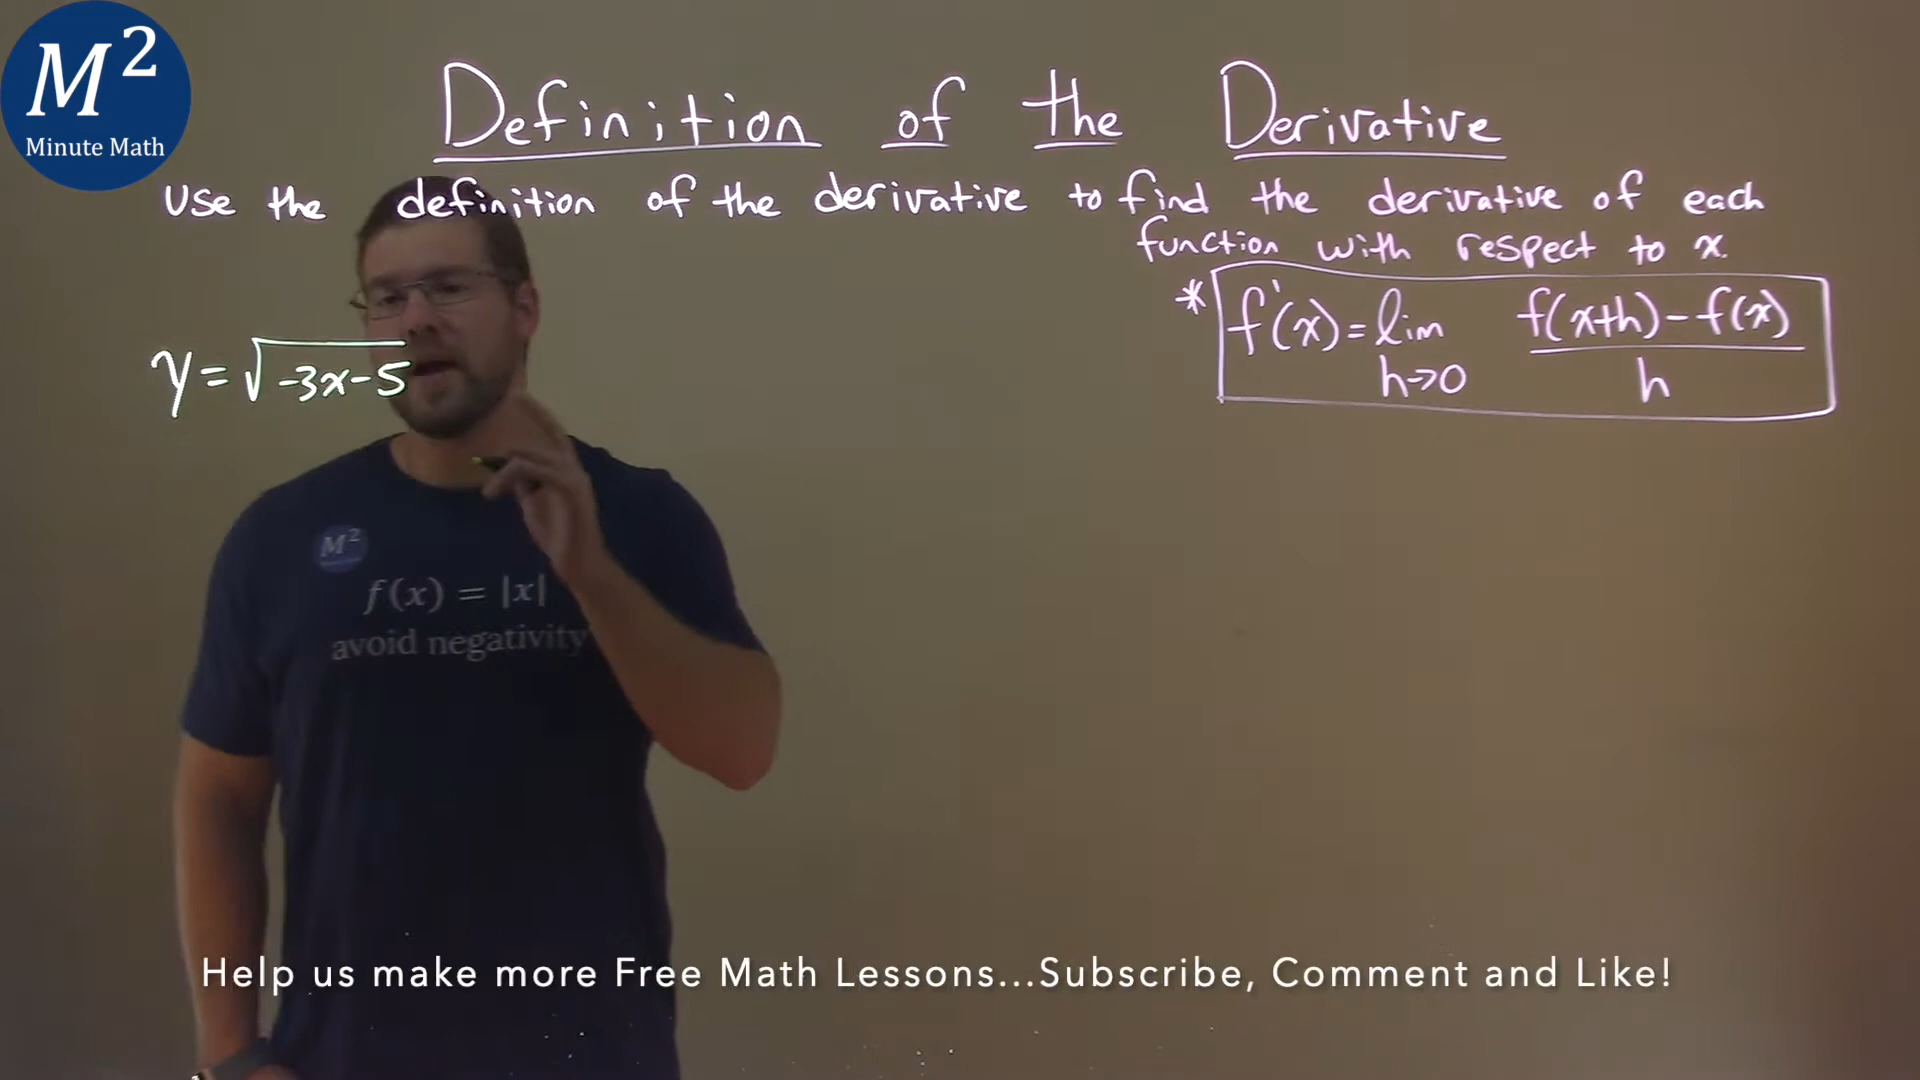 M²
Minute Math
Definition of the Derivative
Use the definition of the derivative to find the derivative of each
function with respect to x.
* f'(x) = lim h→0 f(x+h) - f(x) / h
y = √-3x-5
M²
f(x) = |x|
avoid negativity
Help us make more Free Math Lessons...Subscribe, Comment and Like!